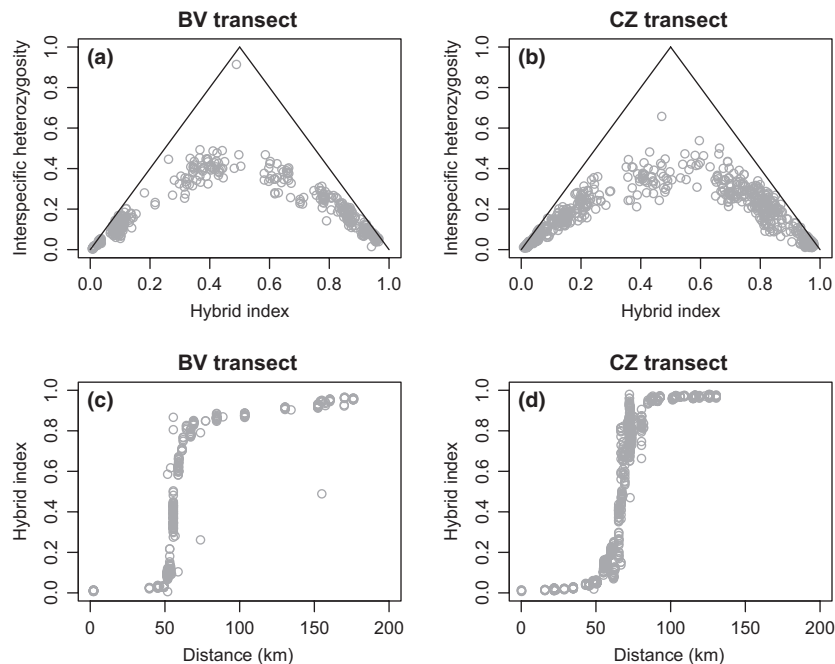 BV transect
CZ transect
(a)
(b)
Interspecific heterozygosity
0.0 0.2 0.4 0.6 0.8 1.0
0.0 0.2 0.4 0.6 0.8 1.0
Hybrid index
Interspecific heterozygosity
0.0 0.2 0.4 0.6 0.8 1.0
0.0 0.2 0.4 0.6 0.8 1.0
Hybrid index
BV transect
CZ transect
(c)
(d)
Hybrid index
0.0 0.2 0.4 0.6 0.8 1.0
0 50 100 150 200
Distance (km)
Hybrid index
0.0 0.2 0.4 0.6 0.8 1.0
0 50 100 150 200
Distance (km)